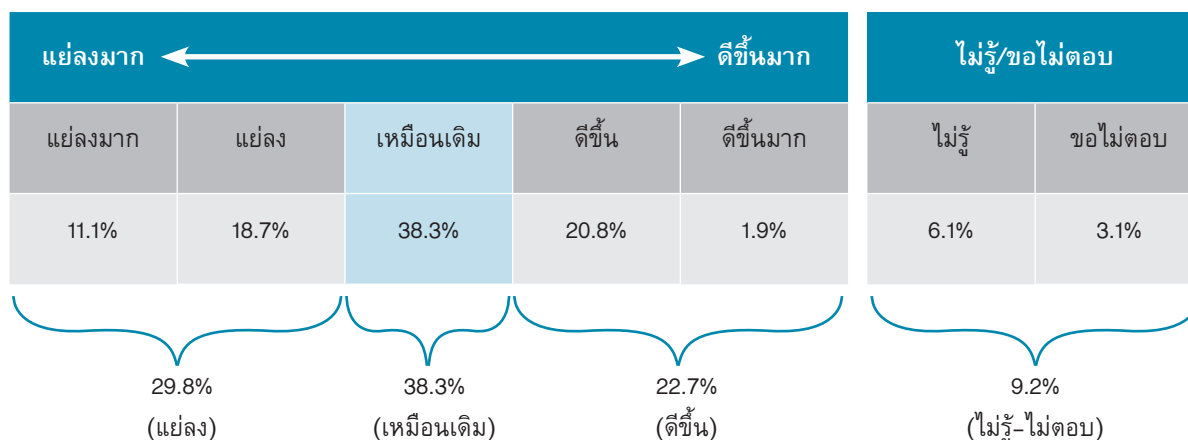 แย่ลงมาก ดีขึ้นมาก ไม่รู้/ขอไม่ตอบ
แย่ลงมาก แย่ลง เหมือนเดิม ดีขึ้น ดีขึ้นมาก ไม่รู้ ขอไม่ตอบ
11.1% 18.7% 38.3% 20.8% 1.9% 6.1% 3.1%
29.8% 38.3% 22.7% 9.2%
(แย่ลง) (เหมือนเดิม) (ดีขึ้น) (ไม่รู้-ไม่ตอบ)